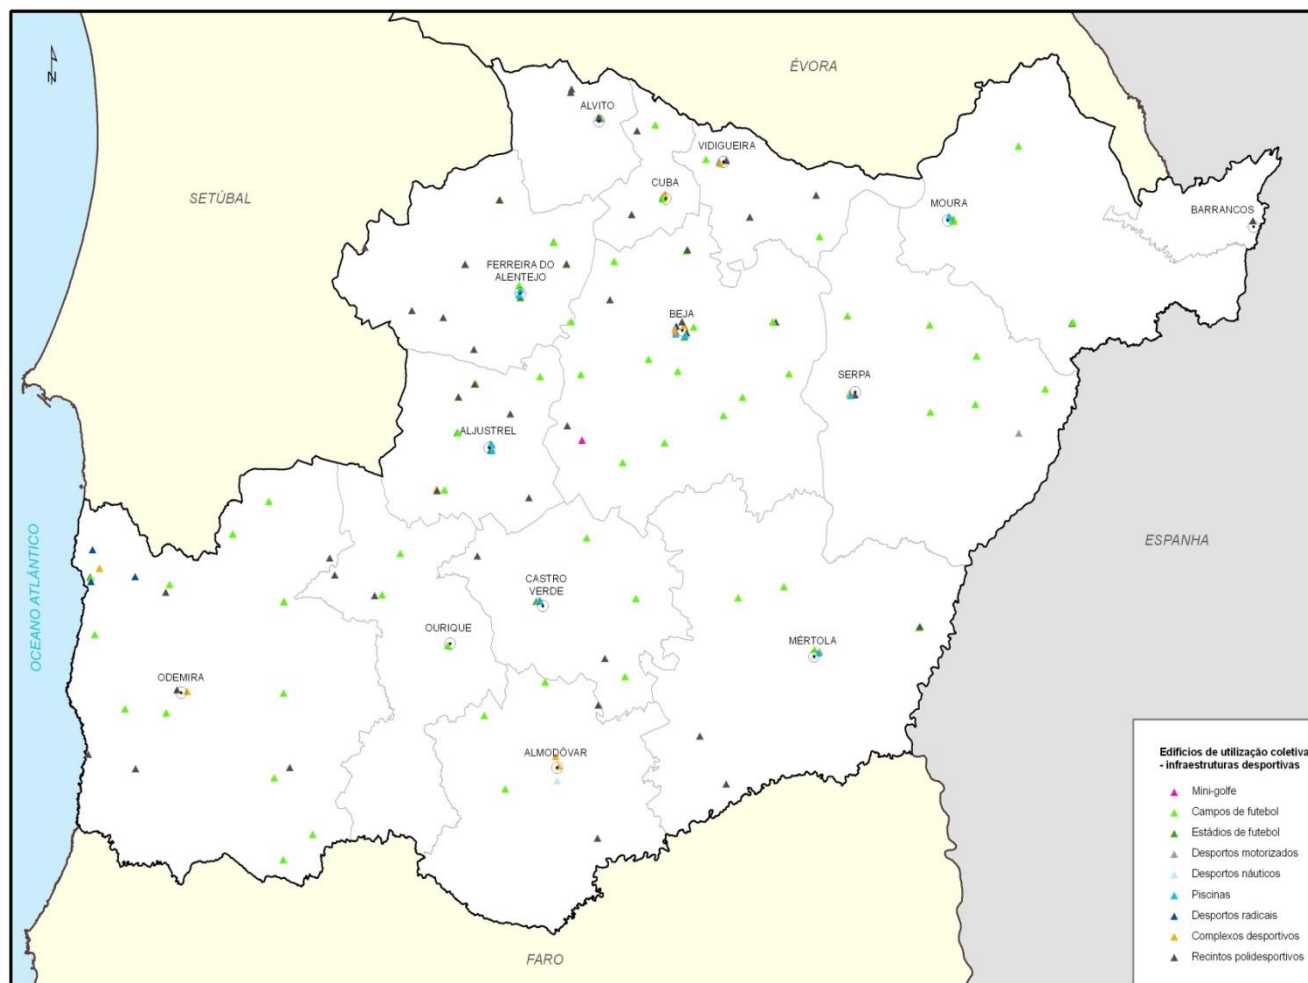 N
ÉVORA
ALVITO
VIDIGUEIRA
CUBA
SETÚBAL
MOURA
BARRANCOS
FERREIRA DO
ALENTEJO
BEJA
SERPA
ALJUSTREL
OCEANO ATLÂNTICO
ESPANHA
CASTRO
VERDE
OURIQUE
MÉRTOLA
ODEMIRA
ALMODÔVAR
FARO
Edifícios de utilização coletiva
- infraestruturas desportivas
Mini-golfe
Campos de futebol
Estádios de futebol
Desportos motorizados
Desportos náuticos
Piscinas
Desportos radicais
Complexos desportivos
Recintos polidesportivos